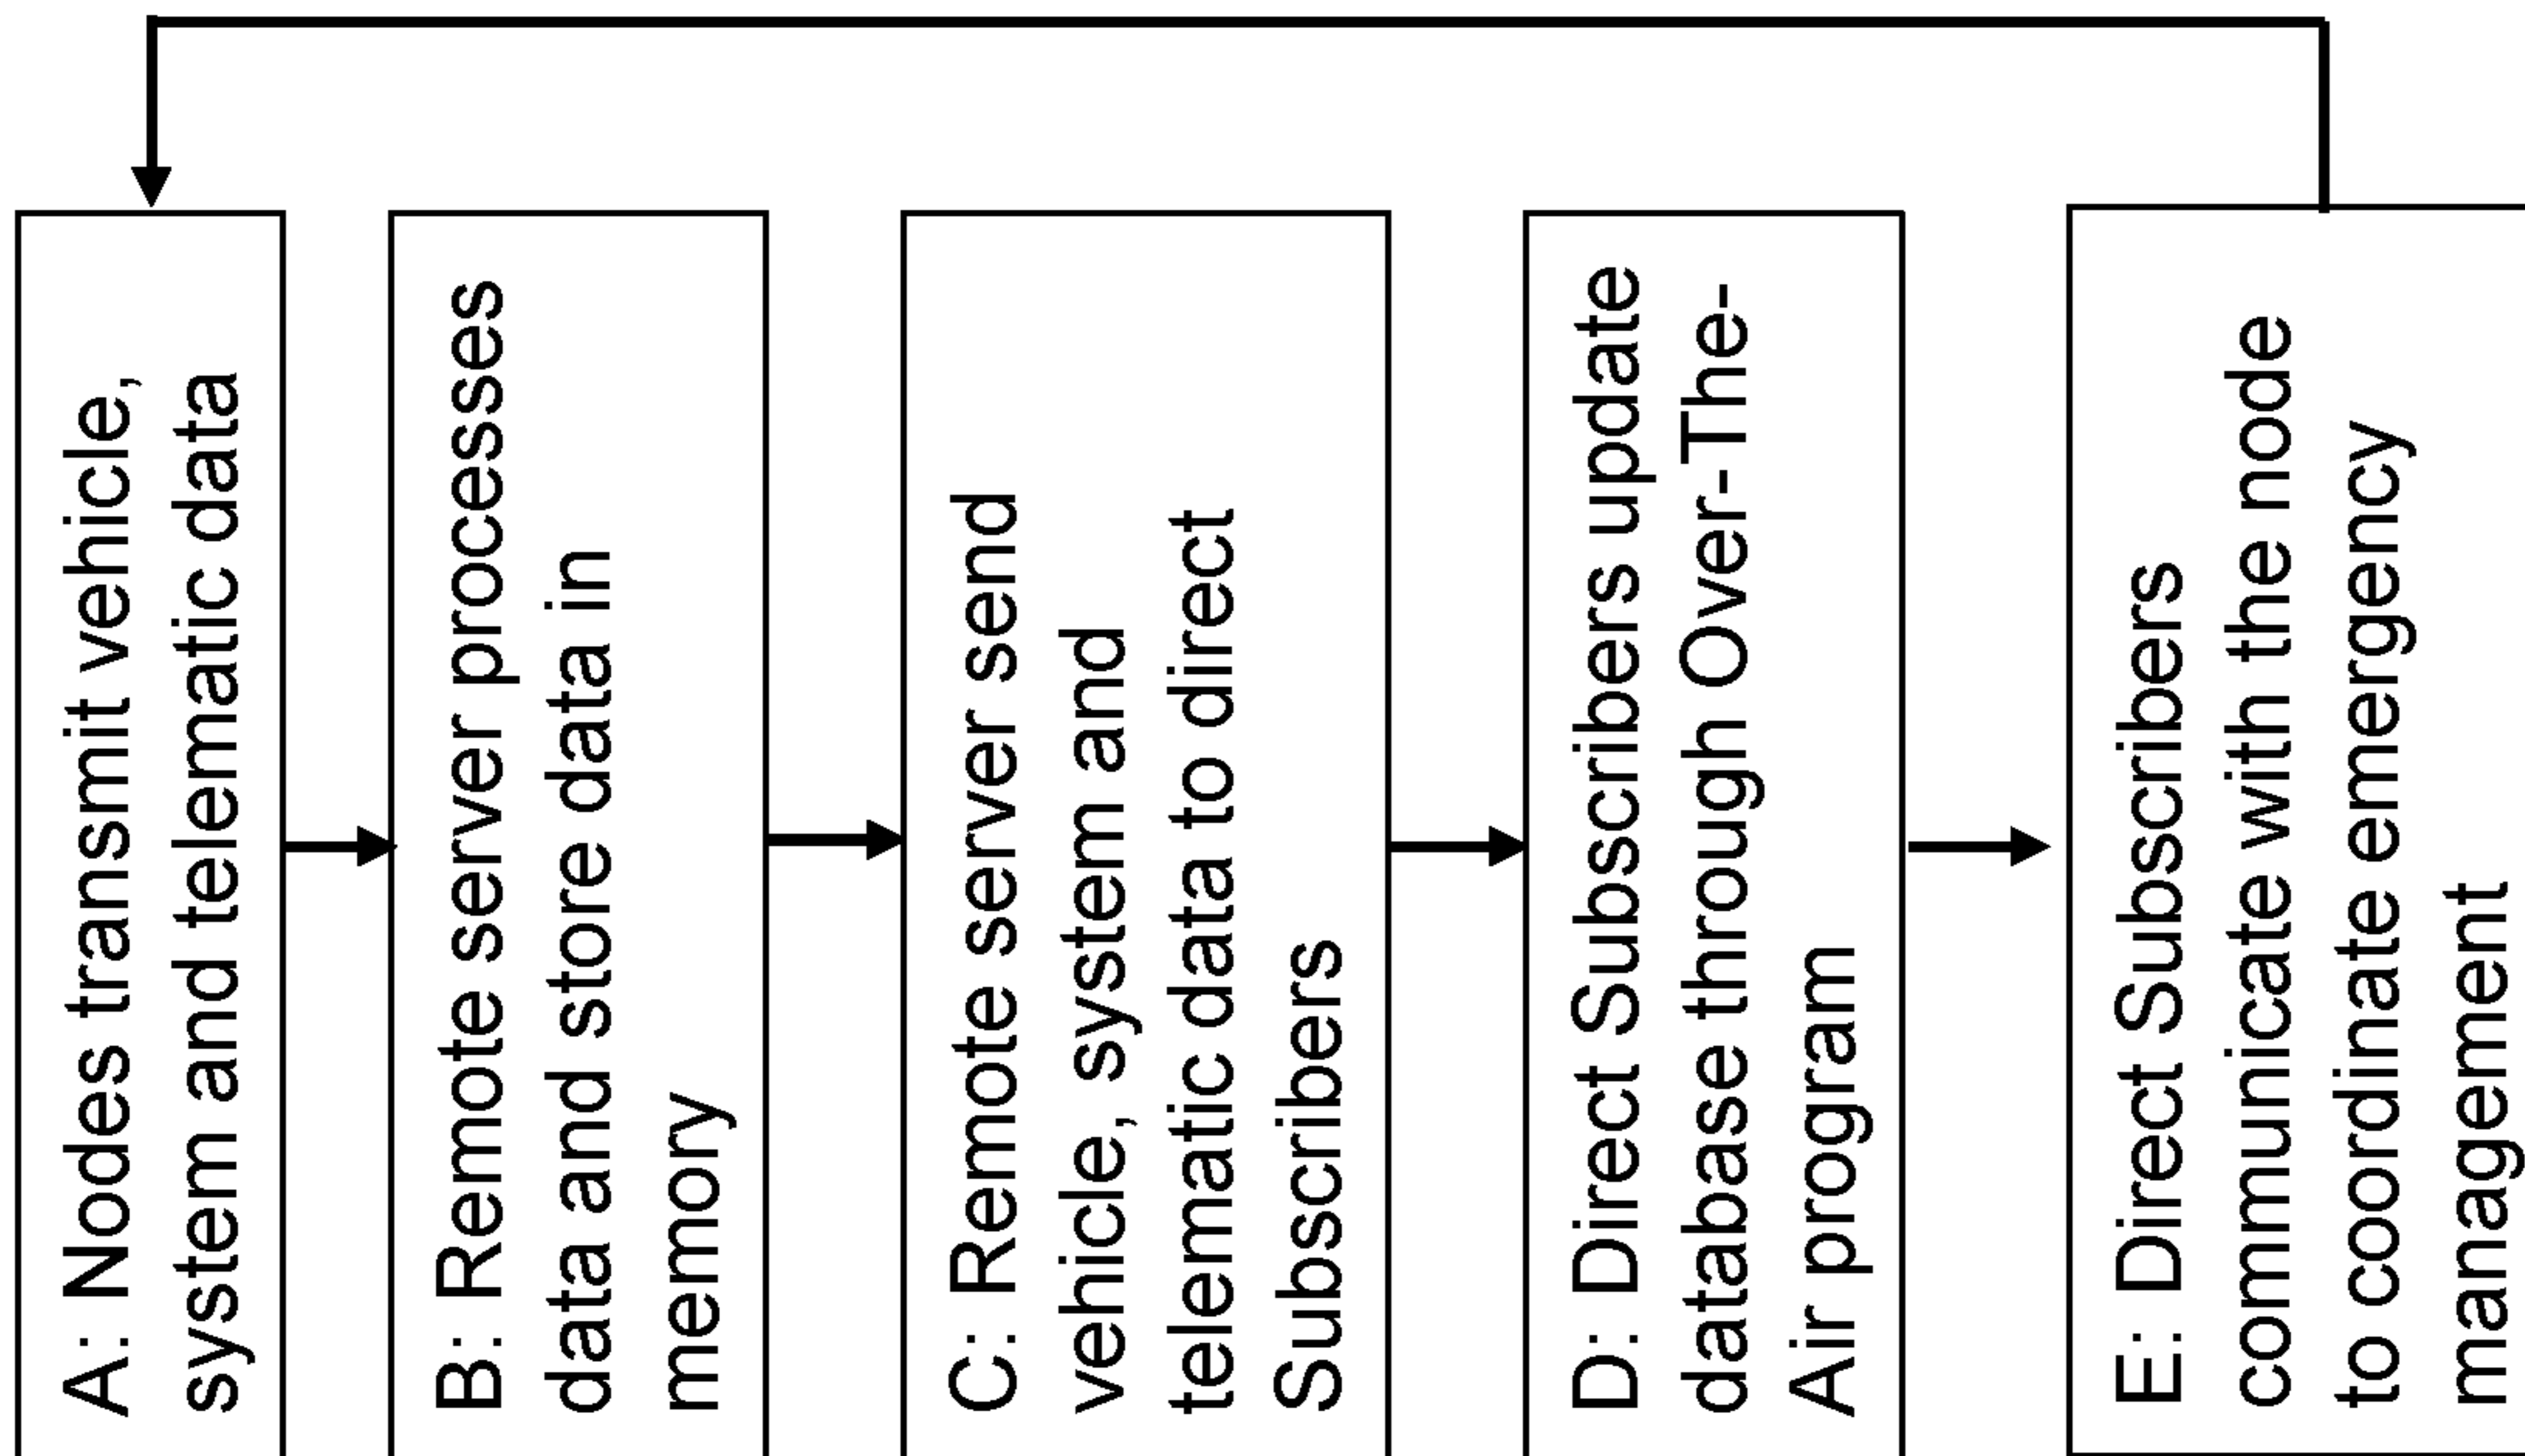 A: Nodes transmit vehicle,
system and telematic data
B: Remote server processes
data and store data in
memory
C: Remote server send
vehicle, system and
telematic data to direct
Subscribers
D: Direct Subscribers update
database through Over-The-
Air program
E: Direct Subscribers
communicate with the node
to coordinate emergency
management